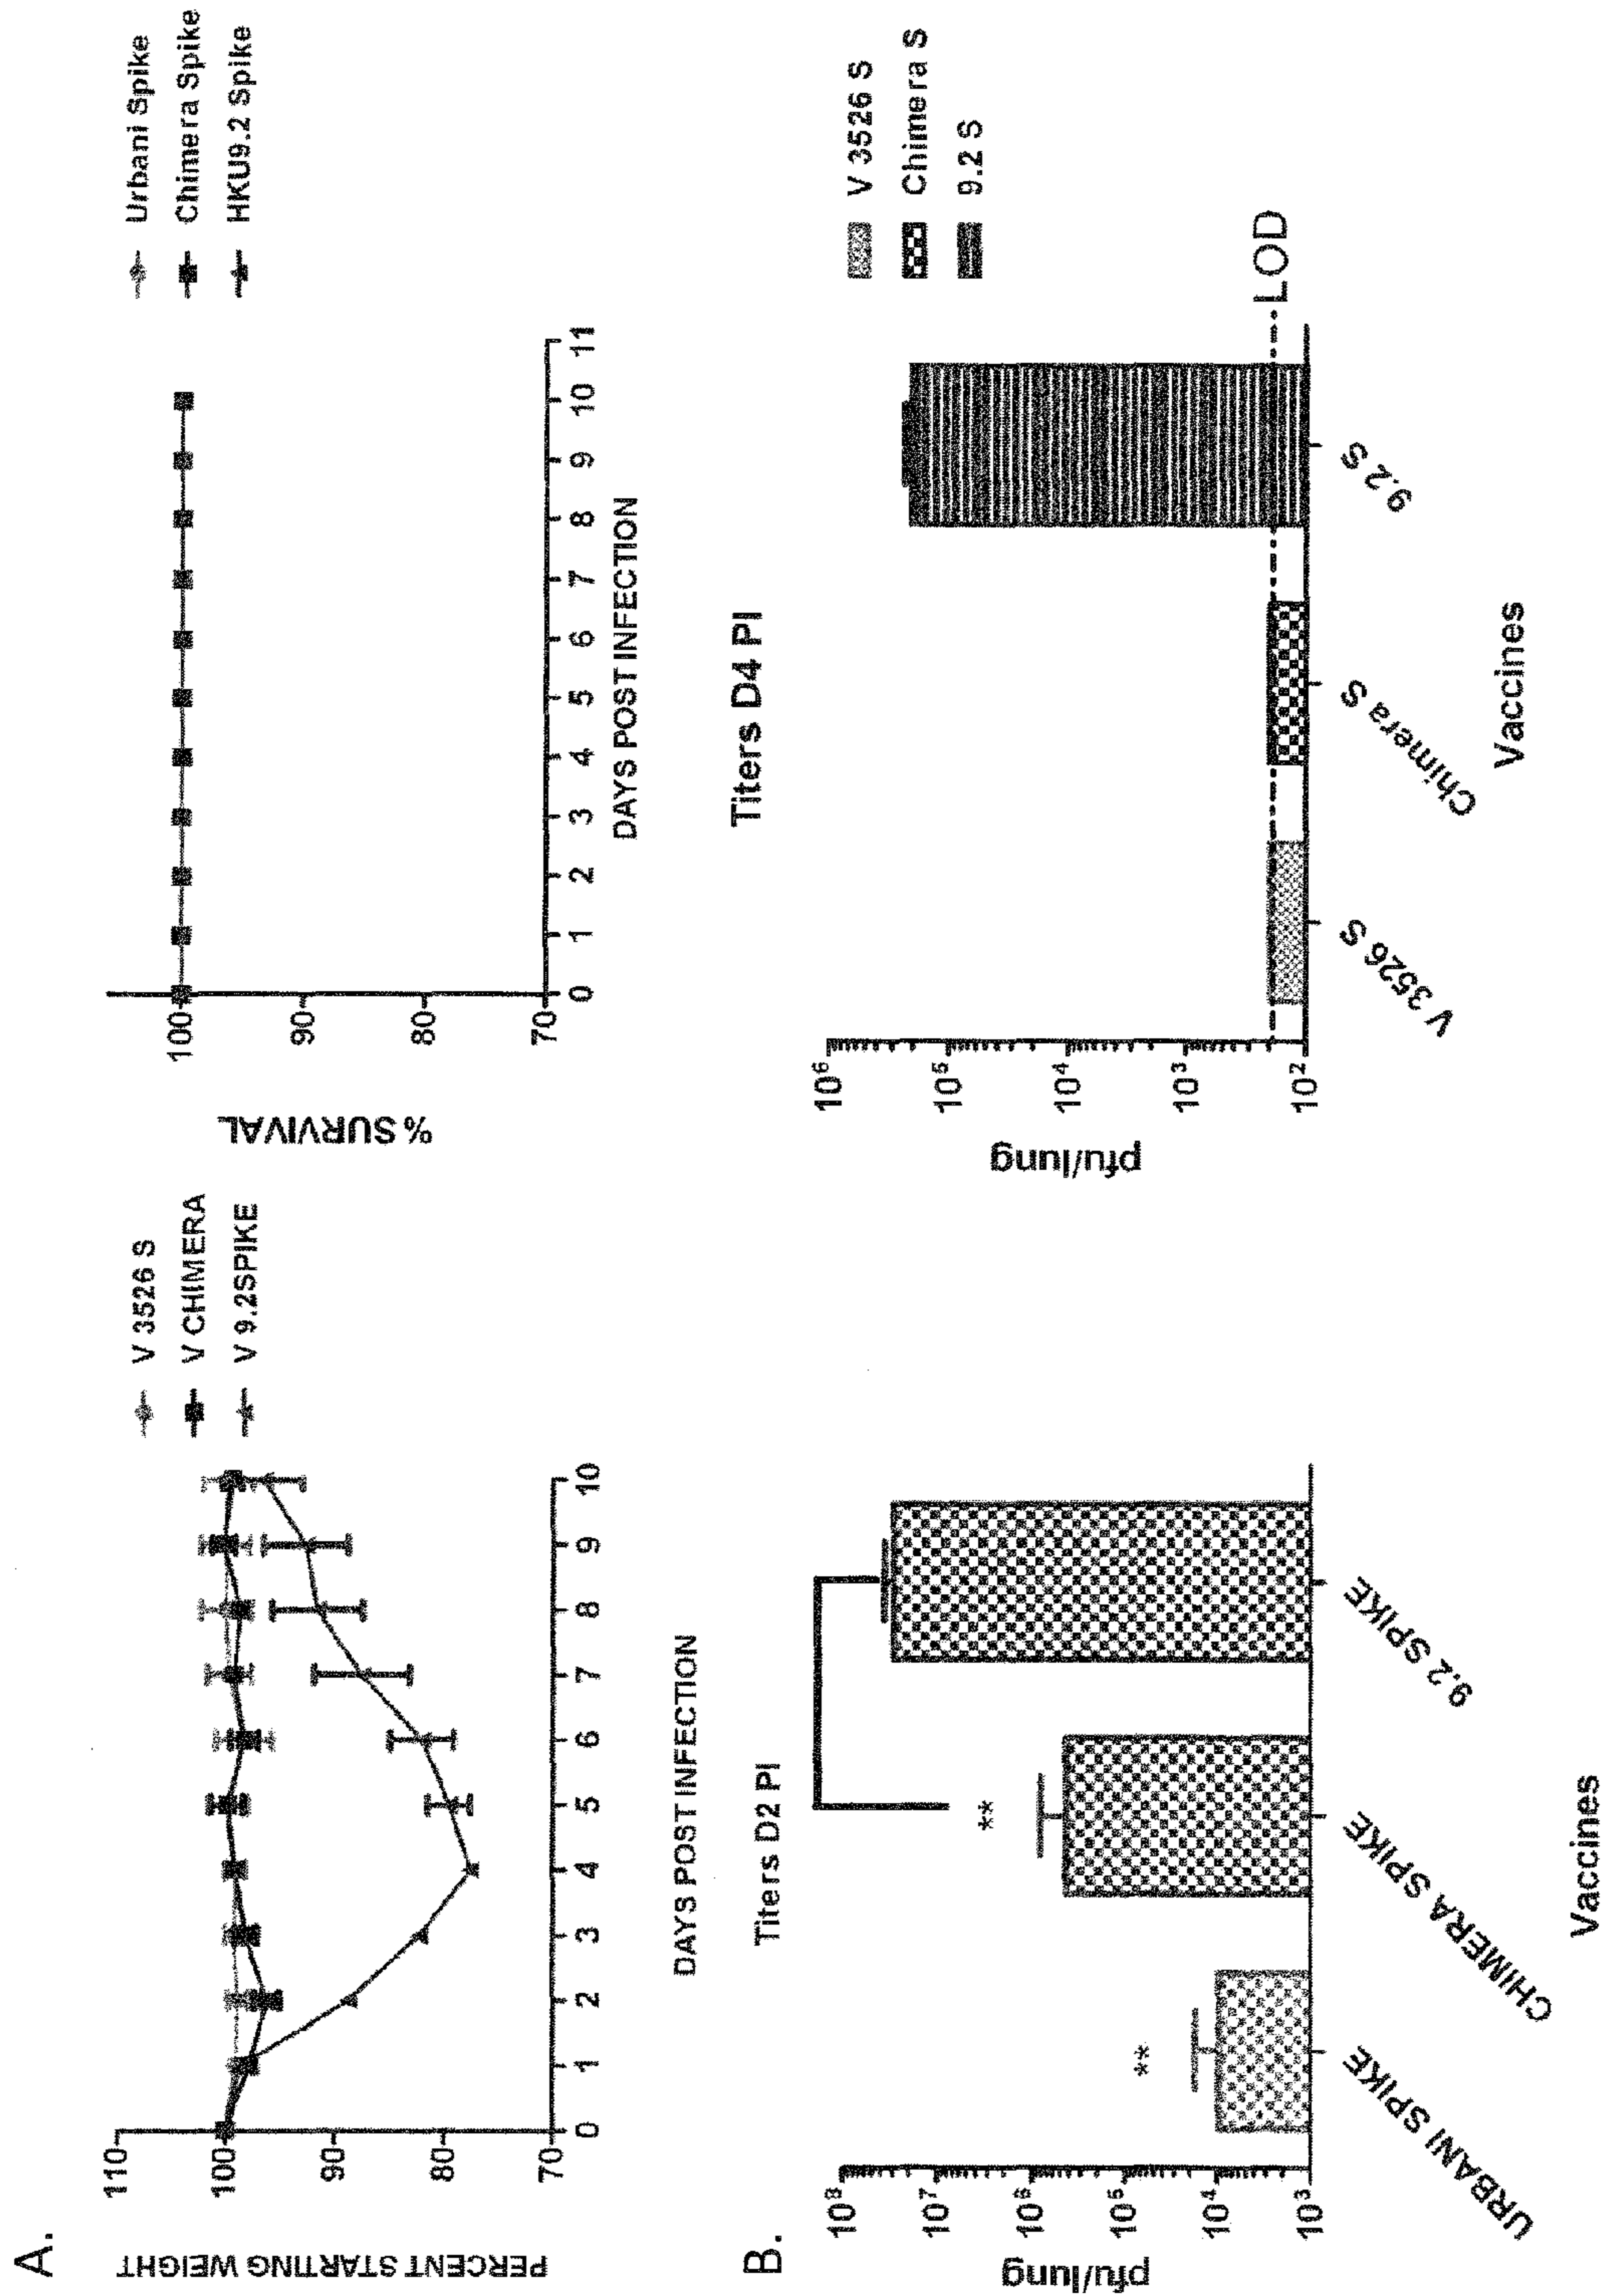 A.
PERCENT STARTING WEIGHT
110
100
90
80
70
0 1 2 3 4 5 6 7 8 9 10
DAYS POST INFECTION
V 3526 S
V CHIMERA
V 9.2SPIKE
% SURVIVAL
100
90
80
70
0 1 2 3 4 5 6 7 8 9 10 11
DAYS POST INFECTION
Urbani Spike
Chimera Spike
HKU9.2 Spike
B.
Titers D2 PI
pfu/lung
10⁸
10⁷
10⁶
10⁵
10⁴
10³
**
**
URBANI SPIKE
CHIMERA SPIKE
9.2 SPIKE
Vaccines
Titers D4 PI
pfu/lung
10⁶
10⁵
10⁴
10³
10²
LOD
V 3526 S
Chimera S
9.2 S
Vaccines
V 3526 S
Chimera S
9.2 S